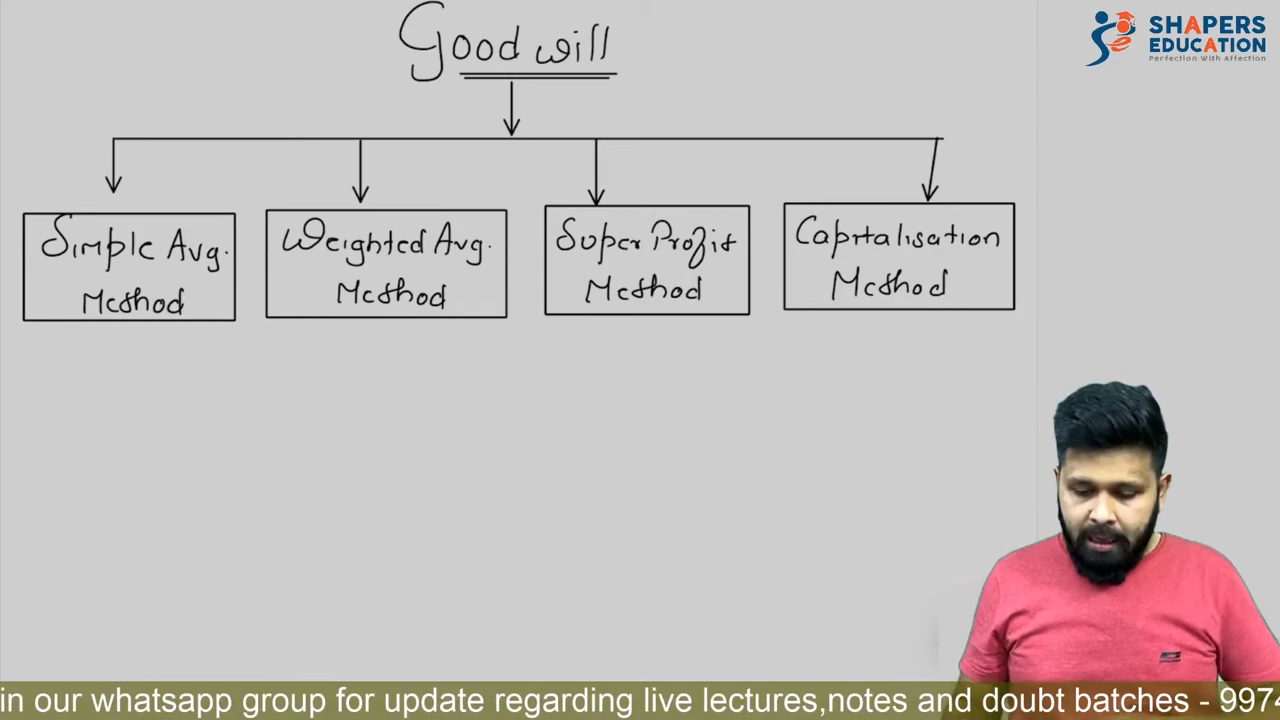 Goodwill
SHAPERS
EDUCATION
Perfection With Affection
Simple Avg.
Method
Weighted Avg.
Method
Super Profit
Method
Capitalisation
Method
in our whatsapp group for update regarding live lectures,notes and doubt batches - 9974